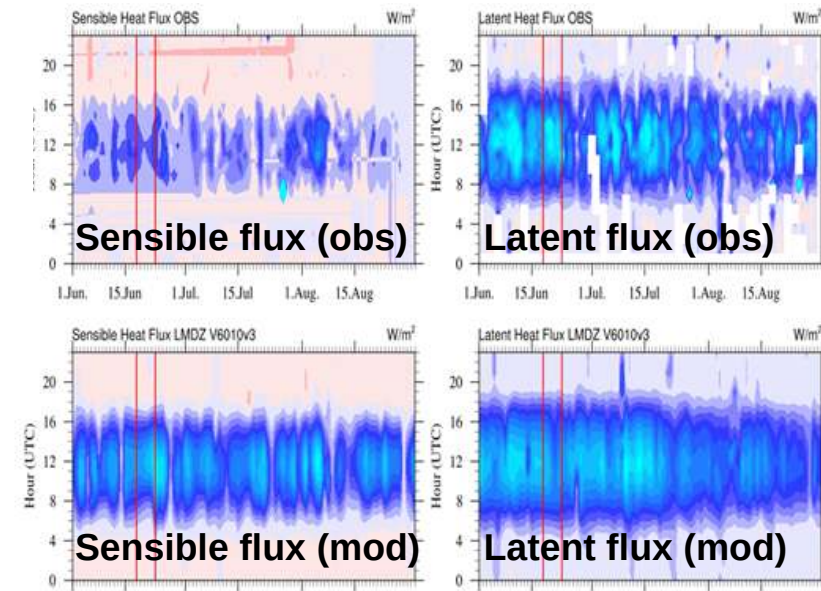 Sensible Heat Flux OBS W/m²
Latent Heat Flux OBS W/m²
20
16
12
8
4
0
Sensible flux (obs)
1.Jun. 15.Jun 1.Jul. 15.Jul 1.Aug. 15.Aug
Hour (UTC)
20
16
12
8
4
0
Latent flux (obs)
1.Jun. 15.Jun 1.Jul. 15.Jul 1.Aug. 15.Aug
Sensible Heat Flux LMDZ V6010v3 W/m²
Latent Heat Flux LMDZ V6010v3 W/m²
Hour (UTC)
20
16
12
8
4
0
Sensible flux (mod)
Hour (UTC)
20
16
12
8
4
0
Latent flux (mod)